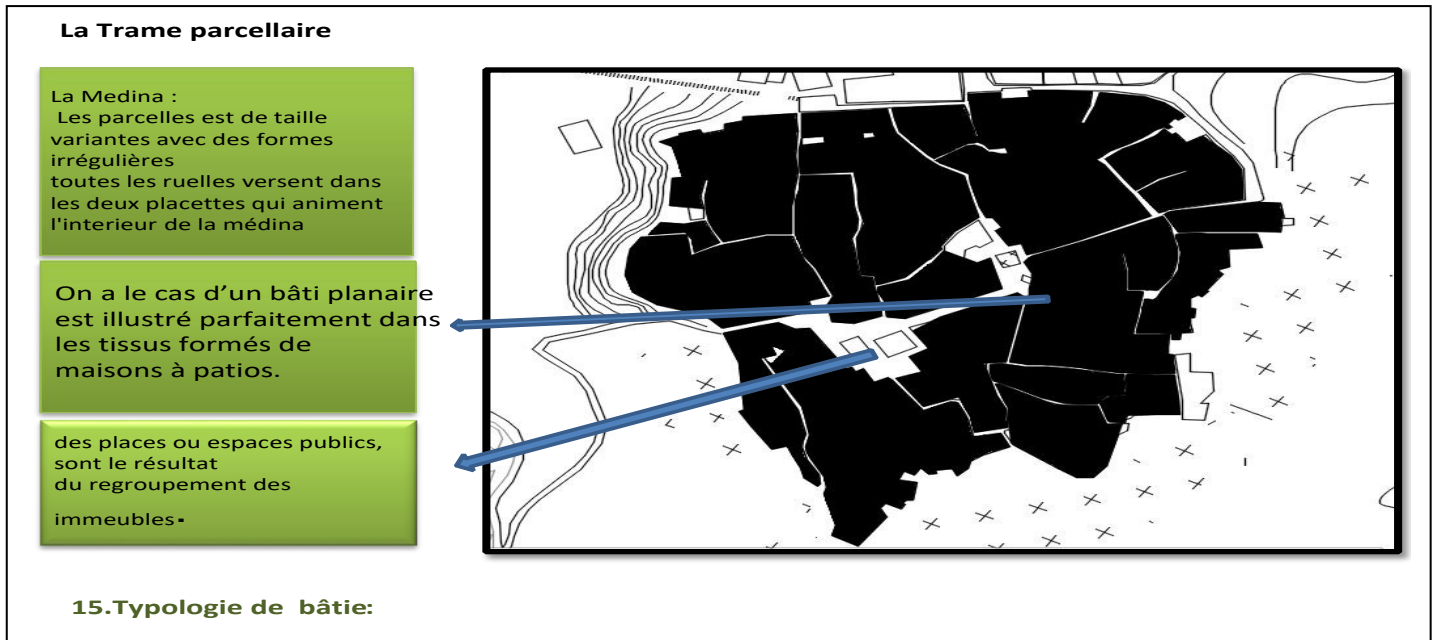 La Trame parcellaire
La Medina :
Les parcelles est de taille
variantes avec des formes
irrégulières
toutes les ruelles versent dans
les deux placettes qui animent
l'interieur de la médina
On a le cas d’un bâti planaire
est illustré parfaitement dans
les tissus formés de
maisons à patios.
des places ou espaces publics,
sont le résultat
du regroupement des
immeubles.
15.Typologie de bâtie: